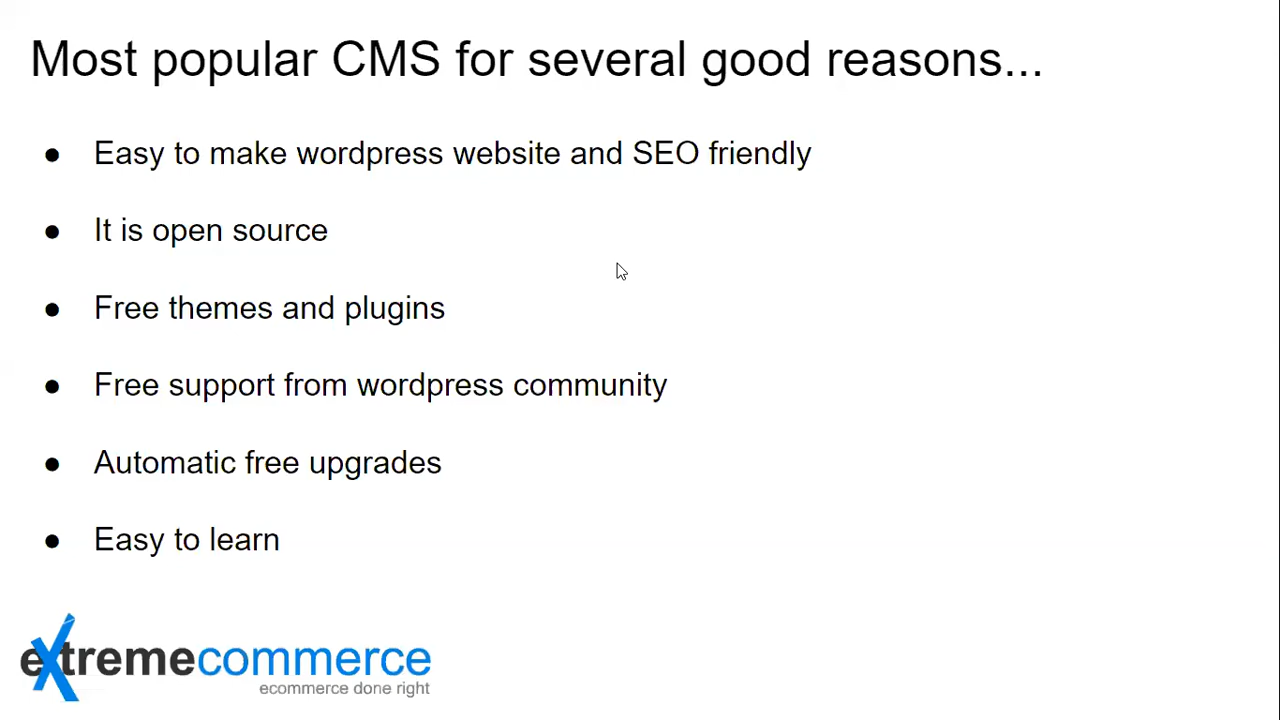 Most popular CMS for several good reasons...
● Easy to make wordpress website and SEO friendly
● It is open source
● Free themes and plugins
● Free support from wordpress community
● Automatic free upgrades
● Easy to learn
extremecommerce
ecommerce done right